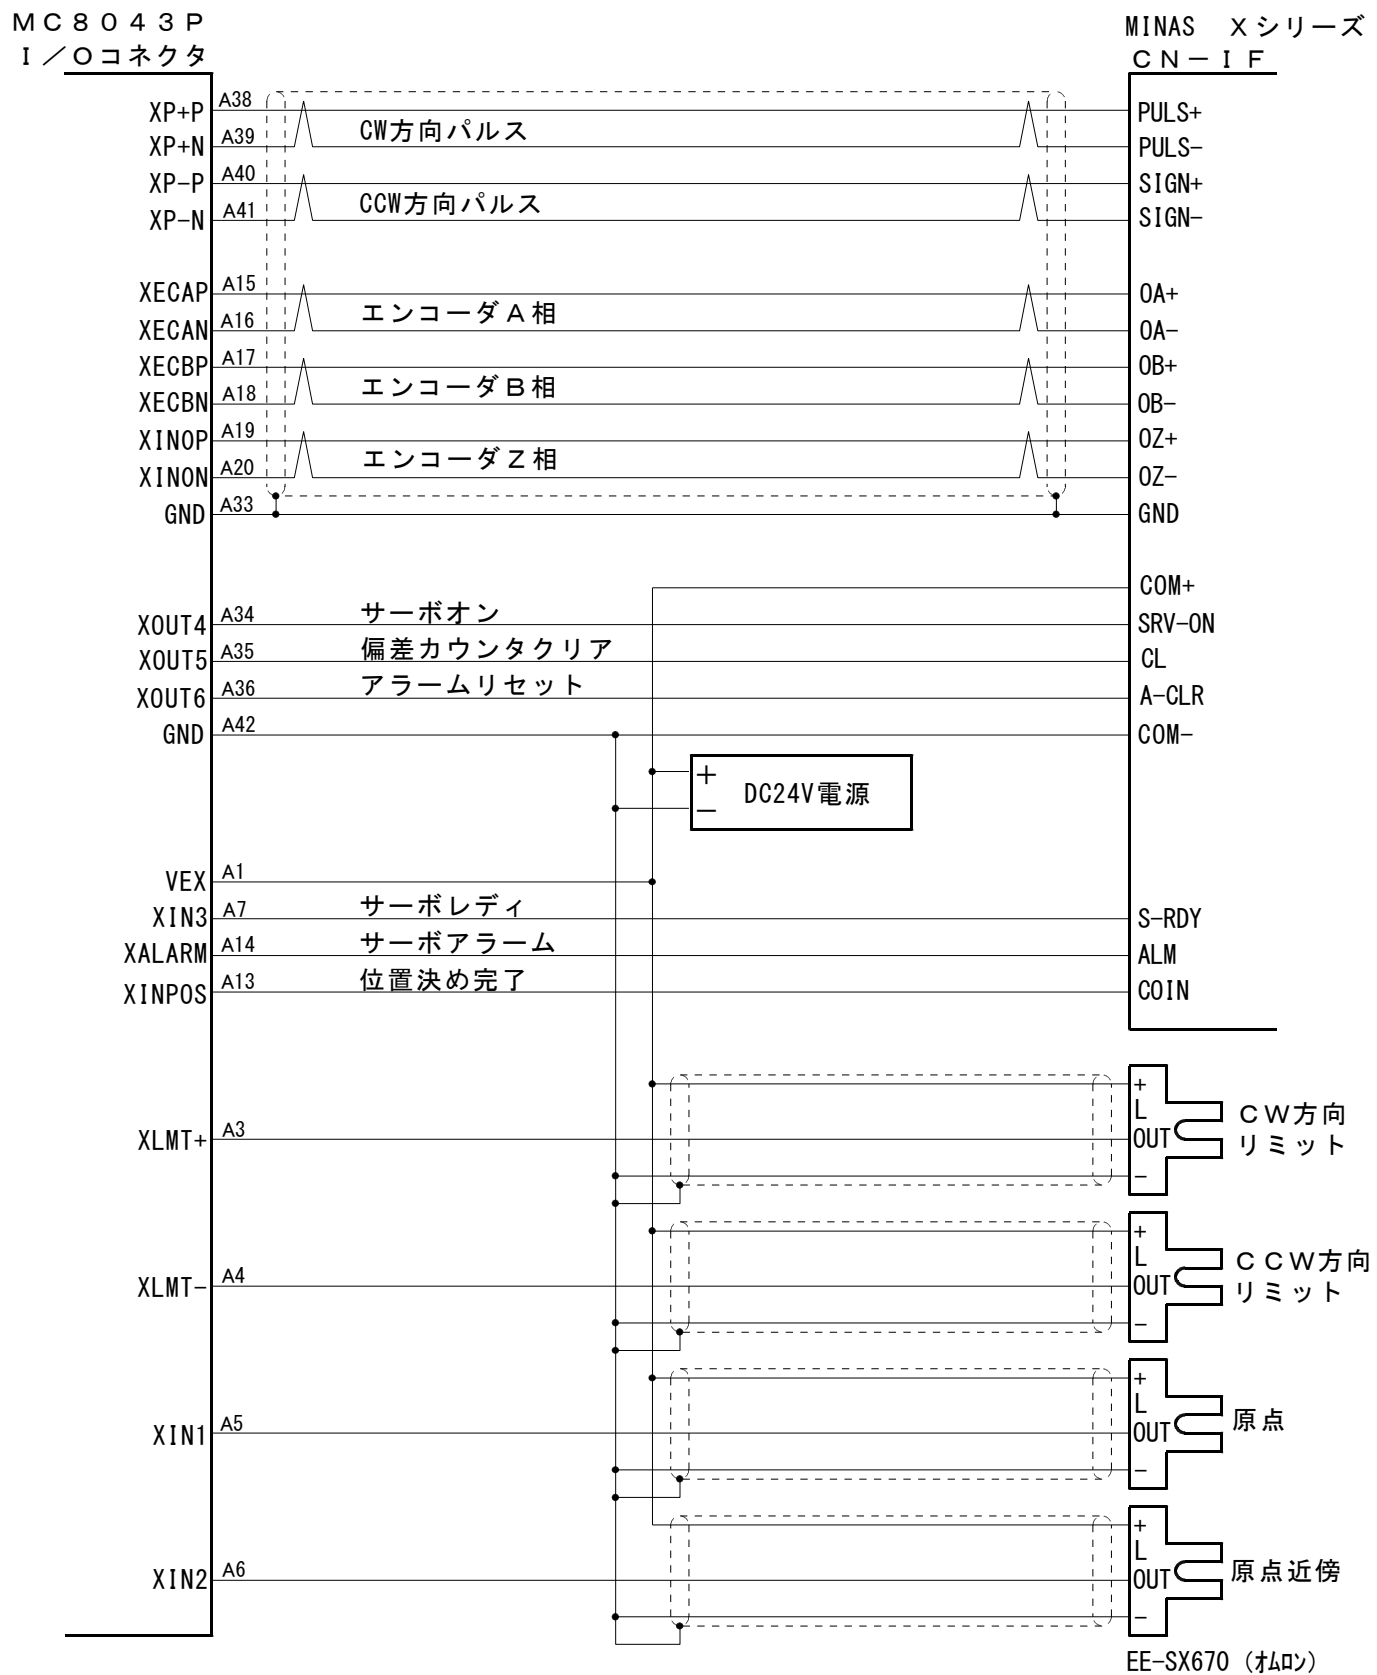 MC8043P
I/Oコネクタ
MINAS Xシリーズ
CN-IF
XP+P A38 PULS+
CW方向パルス
XP+N A39 PULS-
XP-P A40 SIGN+
CCW方向パルス
XP-N A41 SIGN-
XECAP A15 OA+
エンコーダA相
XECAN A16 OA-
XECBP A17 OB+
エンコーダB相
XECBN A18 OB-
XINOP A19 OZ+
エンコーダZ相
XINON A20 OZ-
GND A33 GND
COM+
XOUT4 A34 サーボオン SRV-ON
XOUT5 A35 偏差カウンタクリア CL
XOUT6 A36 アラームリセット A-CLR
GND A42 COM-
+
DC24V電源
-
VEX A1
XIN3 A7 サーボレディ S-RDY
XALARM A14 サーボアラーム ALM
XINPOS A13 位置決め完了 COIN
+
L
XLMT+ A3 OUT
-
CW方向
リミット
+
L
XLMT- A4 OUT
-
CCW方向
リミット
+
L
XIN1 A5 OUT
-
原点
+
L
XIN2 A6 OUT
-
原点近傍
EE-SX670 (ｵﾑﾛﾝ)